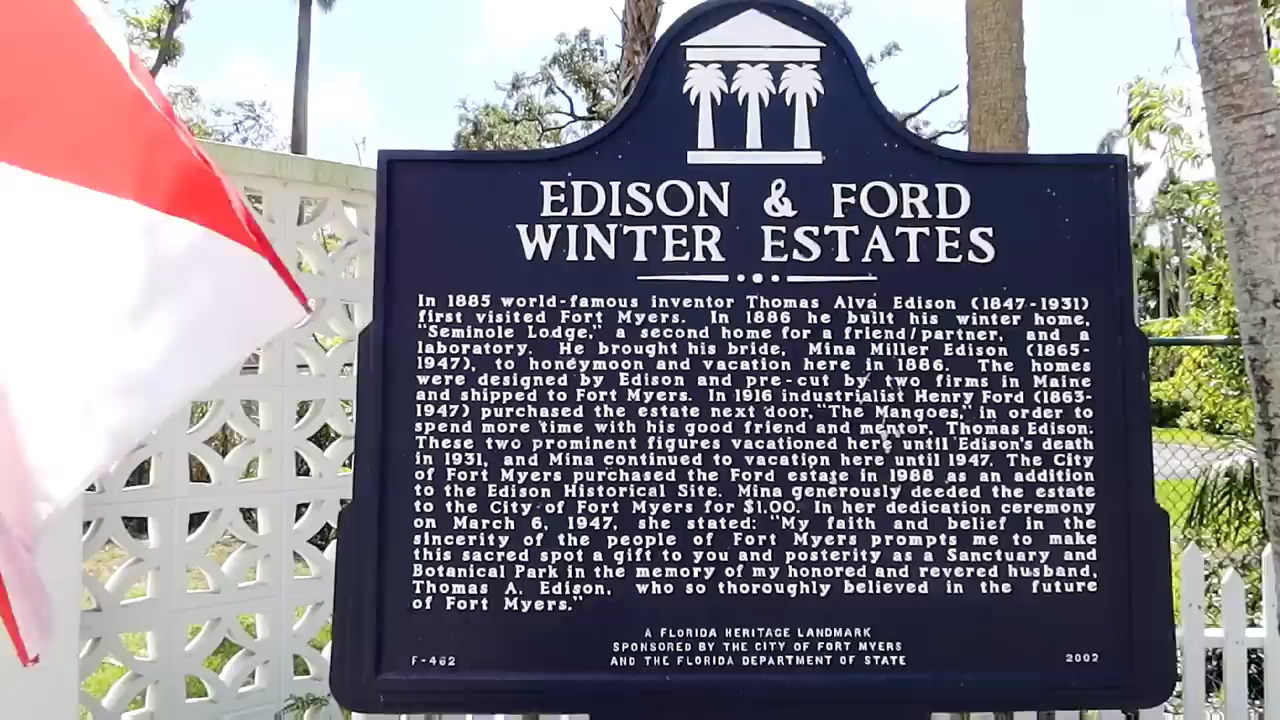 EDISON & FORD
WINTER ESTATES
In 1885 world-famous inventor Thomas Alva Edison (1847-1931)
first visited Fort Myers. In 1886 he built his winter home,
"Seminole Lodge," a second home for a friend/partner, and a
laboratory. He brought his bride, Mina Miller Edison (1865-
1947), to honeymoon and vacation here in 1886. The homes
were designed by Edison and pre-cut by two firms in Maine
and shipped to Fort Myers. In 1916 industrialist Henry Ford (1863-
1947) purchased the estate next door, "The Mangoes," in order to
spend more time with his good friend and mentor, Thomas Edison.
These two prominent figures vacationed here until Edison's death
in 1931, and Mina continued to vacation here until 1947. The City
of Fort Myers purchased the Ford estate in 1988 as an addition
to the Edison Historical Site. Mina generously deeded the estate
to the City of Fort Myers for $1.00. In her dedication ceremony
on March 6, 1947, she stated: "My faith and belief in the
sincerity of the people of Fort Myers prompts me to make
this sacred spot a gift to you and posterity as a Sanctuary and
Botanical Park in the memory of my honored and revered husband,
Thomas A. Edison, who so thoroughly believed in the future
of Fort Myers."
A FLORIDA HERITAGE LANDMARK
SPONSORED BY THE CITY OF FORT MYERS
F-462 AND THE FLORIDA DEPARTMENT OF STATE 2002